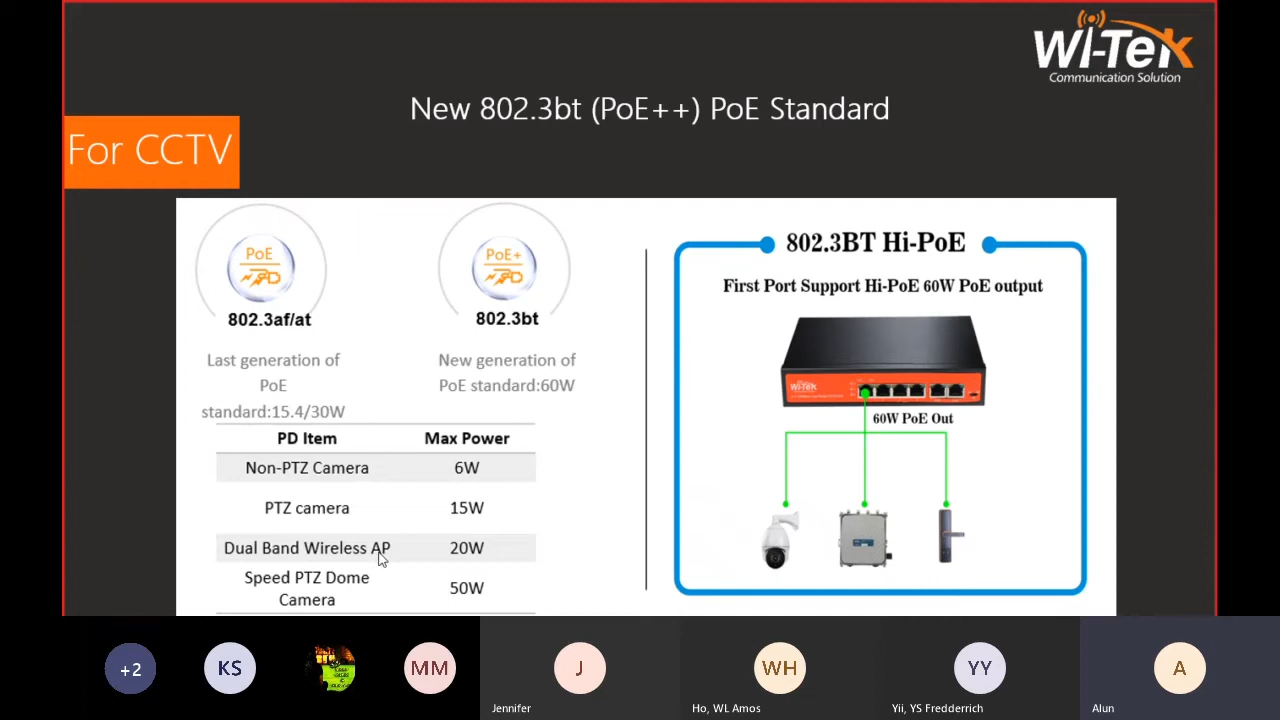 WI-TEK
Communication Solution
New 802.3bt (PoE++) PoE Standard
For CCTV
PoE
802.3af/at
Last generation of
PoE
standard:15.4/30W
PoE+
802.3bt
New generation of
PoE standard:60W
PD Item Max Power
Non-PTZ Camera 6W
PTZ camera 15W
Dual Band Wireless AP 20W
Speed PTZ Dome
Camera 50W
802.3BT Hi-PoE
First Port Support Hi-PoE 60W PoE output
WI-TEK
60W PoE Out
+2
KS
MM
J
WH
YY
A
Jennifer
Ho, WL Amos
Yii, YS Fredderrich
Alun